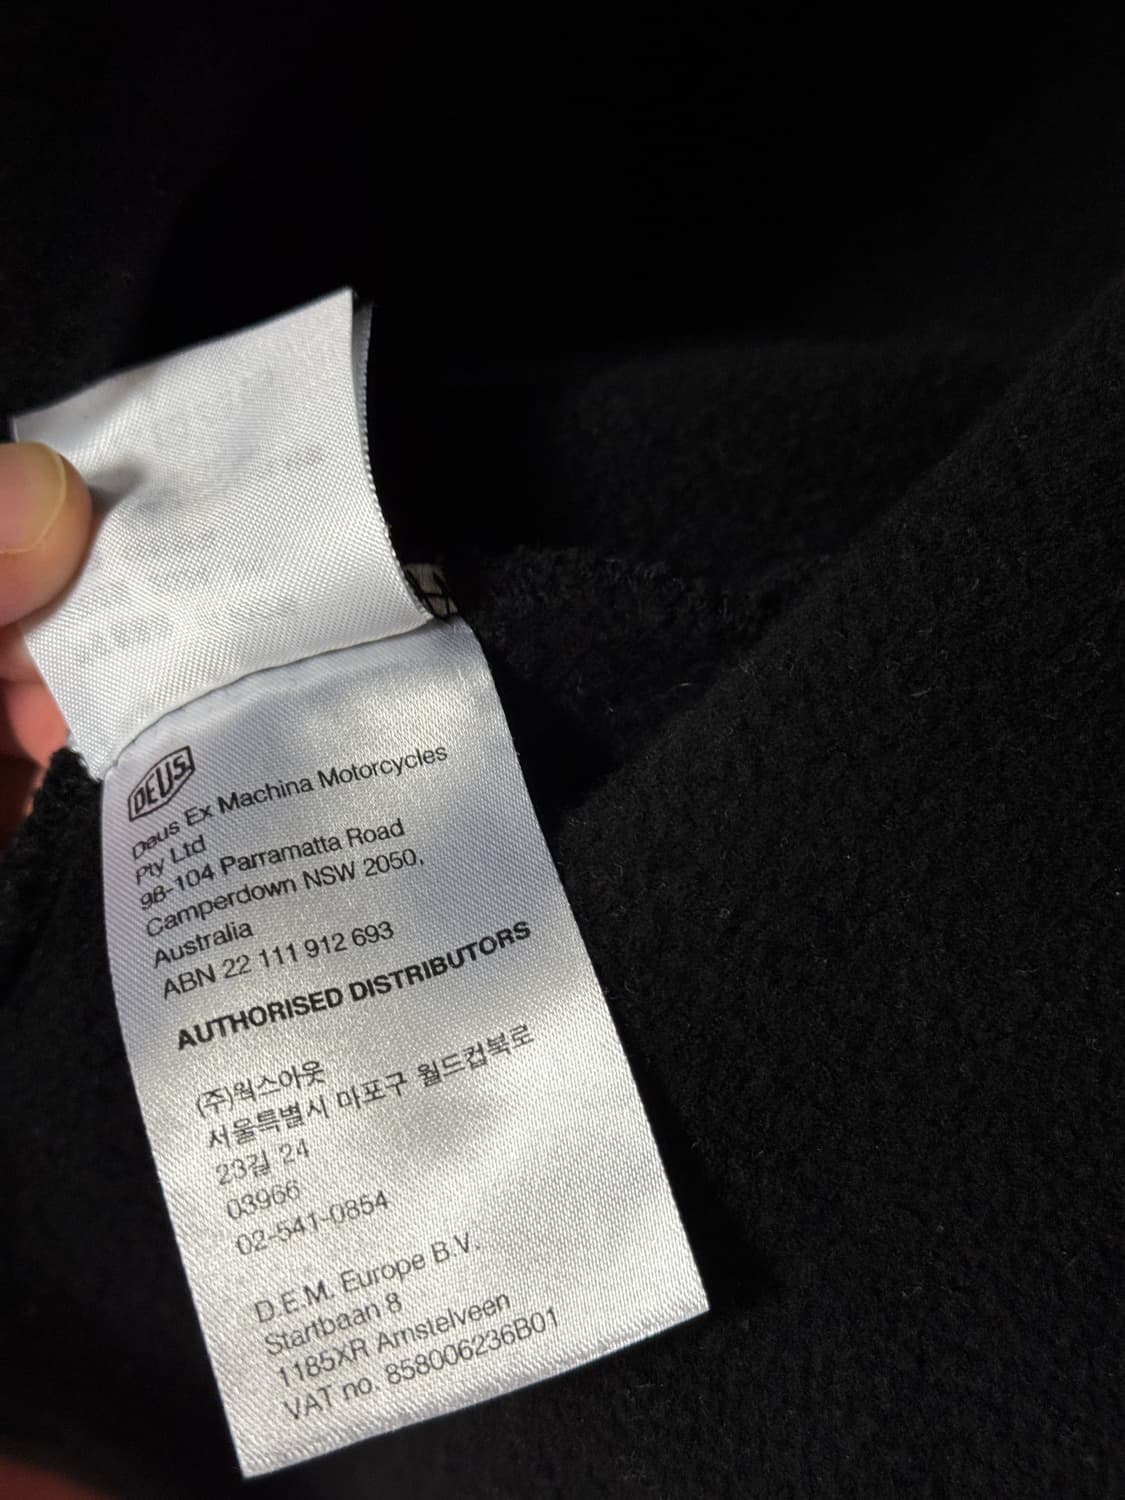 DEUS
Deus Ex Machina Motorcycles
Pty Ltd
98-104 Parramatta Road
Camperdown NSW 2050,
Australia
ABN 22 111 912 693
AUTHORISED DISTRIBUTORS
(주)웍스아웃
서울특별시 마포구 월드컵북로
23길 24
03966
02-541-0854
D.E.M. Europe B.V.
Startbaan 8
1185XR Amstelveen
VAT no. 858006236B01